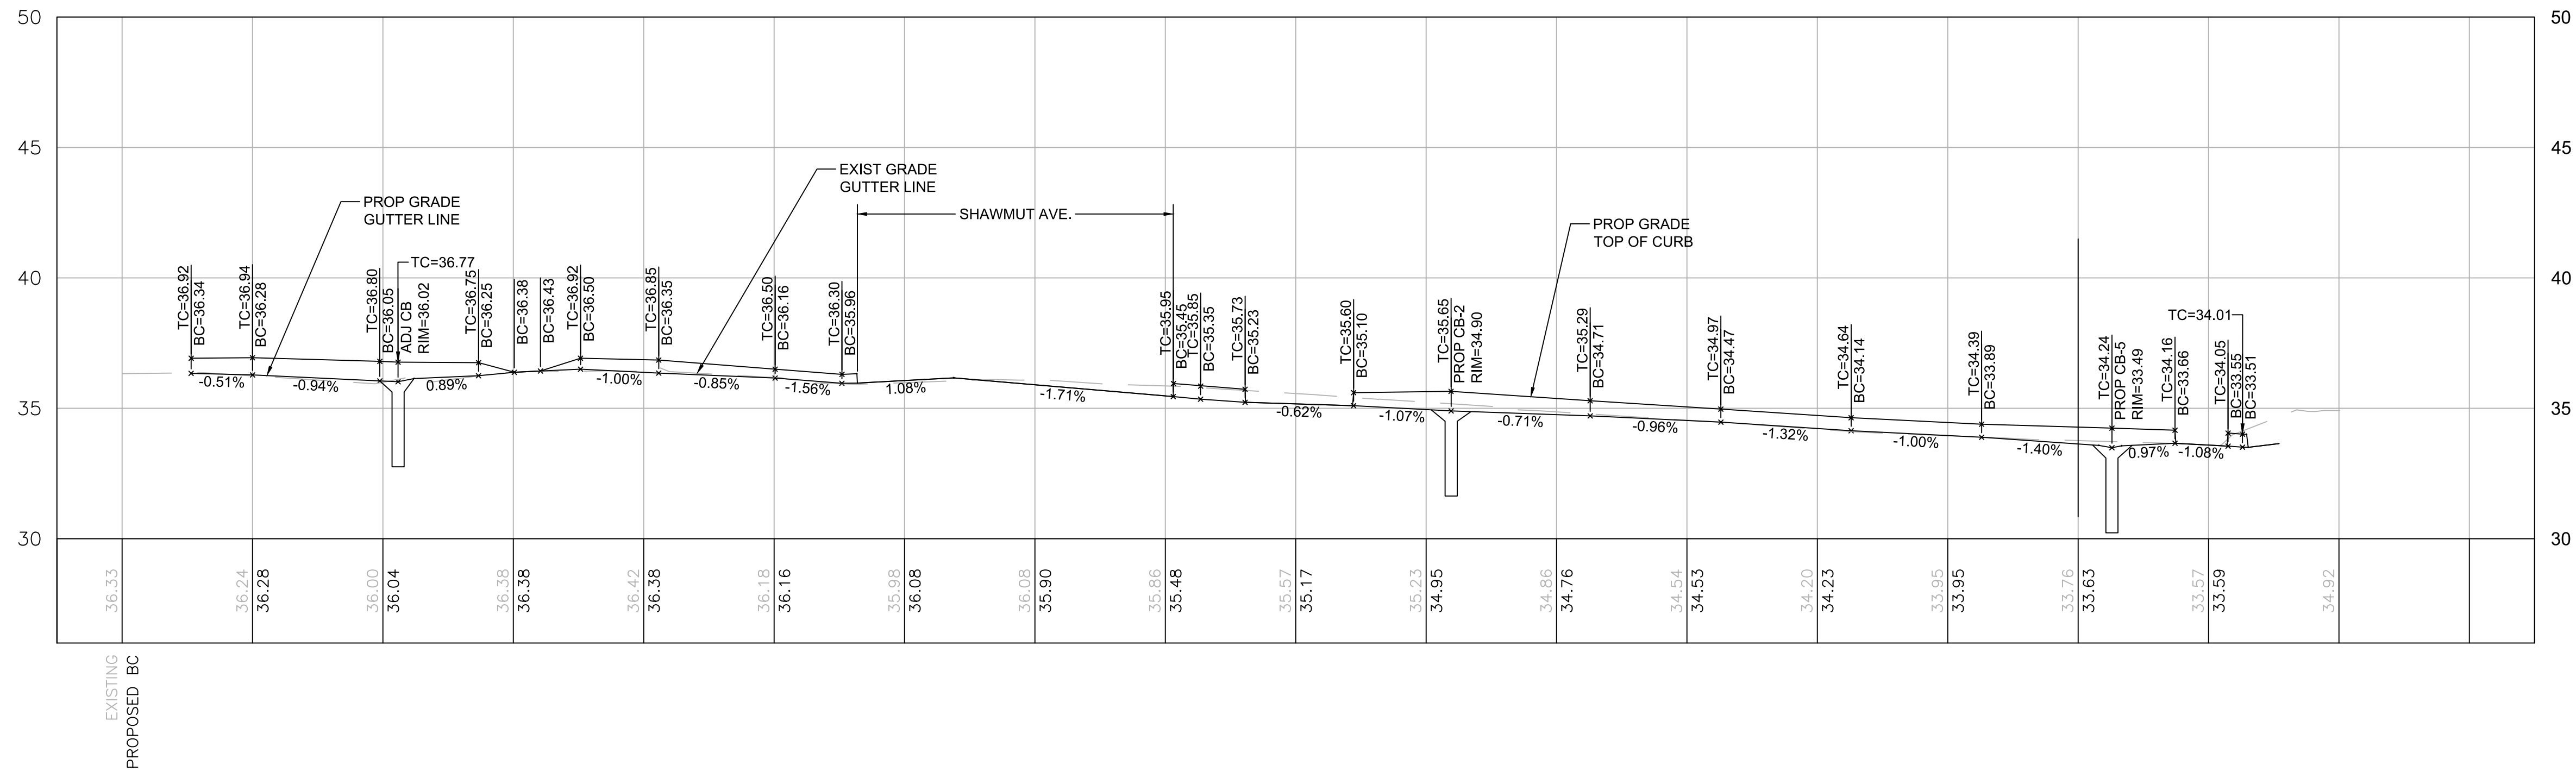 50
50
45
45
40
40
35
35
30
30
PROP GRADE
GUTTER LINE
EXIST GRADE
GUTTER LINE
SHAWMUT AVE.
PROP GRADE
TOP OF CURB
TC=36.92
BC=36.34
TC=36.94
BC=36.28
TC=36.80
BC=36.05
ADJ CB
RIM=36.02
TC=36.77
TC=36.75
BC=36.25
BC=36.38
BC=36.43
TC=36.92
BC=36.50
TC=36.85
BC=36.35
TC=36.50
BC=36.16
TC=36.30
BC=35.96
TC=35.95
BC=35.45
TC=35.85
BC=35.35
TC=35.73
BC=35.23
TC=35.60
BC=35.10
TC=35.65
PROP CB-2
RIM=34.90
TC=35.29
BC=34.71
TC=34.97
BC=34.47
TC=34.64
BC=34.14
TC=34.39
BC=33.89
TC=34.24
PROP CB-5
RIM=33.49
TC=34.16
BC=33.66
TC=34.01
TC=34.05
BC=33.55
BC=33.51
-0.51%
-0.94%
0.89%
-1.00%
-0.85%
-1.56%
1.08%
-1.71%
-0.62%
-1.07%
-0.71%
-0.96%
-1.32%
-1.00%
-1.40%
0.97%
-1.08%
36.33
36.24
36.28
36.00
36.04
36.38
36.38
36.42
36.38
36.18
36.16
35.98
36.08
36.08
35.90
35.86
35.48
35.57
35.17
35.23
34.95
34.86
34.76
34.54
34.53
34.20
34.23
33.95
33.95
33.76
33.63
33.57
33.59
34.92
EXISTING
PROPOSED BC